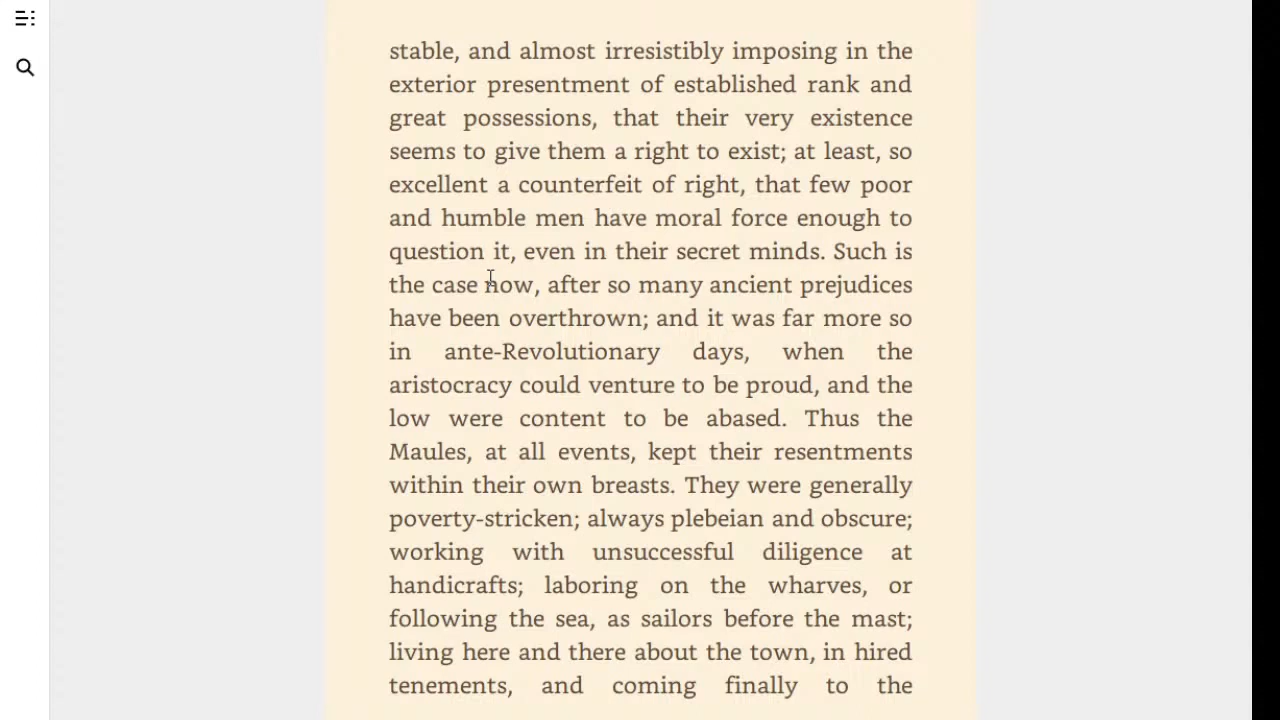 stable, and almost irresistibly imposing in the
exterior presentment of established rank and
great possessions, that their very existence
seems to give them a right to exist; at least, so
excellent a counterfeit of right, that few poor
and humble men have moral force enough to
question it, even in their secret minds. Such is
the case now, after so many ancient prejudices
have been overthrown; and it was far more so
in ante-Revolutionary days, when the
aristocracy could venture to be proud, and the
low were content to be abased. Thus the
Maules, at all events, kept their resentments
within their own breasts. They were generally
poverty-stricken; always plebeian and obscure;
working with unsuccessful diligence at
handicrafts; laboring on the wharves, or
following the sea, as sailors before the mast;
living here and there about the town, in hired
tenements, and coming finally to the